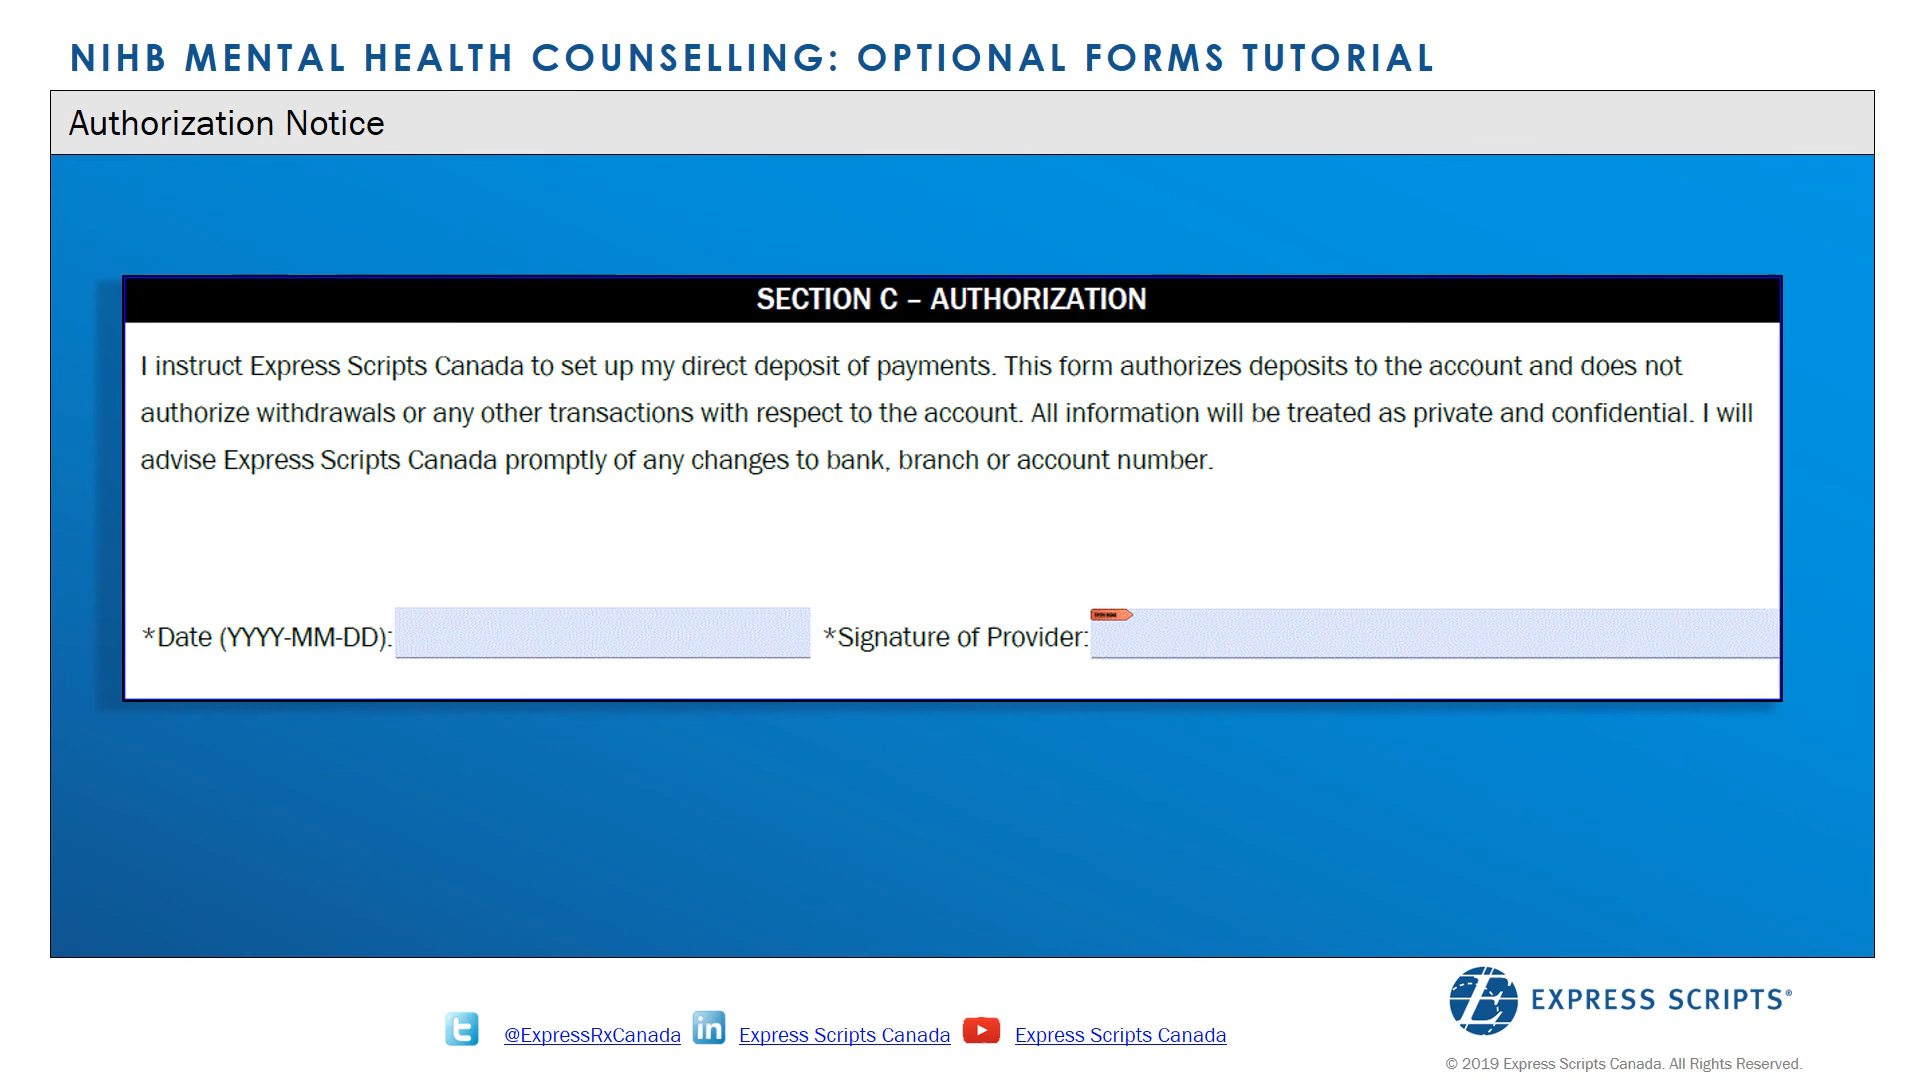 NIHB MENTAL HEALTH COUNSELLING: OPTIONAL FORMS TUTORIAL
Authorization Notice
SECTION C – AUTHORIZATION
I instruct Express Scripts Canada to set up my direct deposit of payments. This form authorizes deposits to the account and does not
authorize withdrawals or any other transactions with respect to the account. All information will be treated as private and confidential. I will
advise Express Scripts Canada promptly of any changes to bank, branch or account number.
*Date (YYYY-MM-DD): *Signature of Provider:
@ExpressRxCanada Express Scripts Canada Express Scripts Canada
EXPRESS SCRIPTS®
© 2019 Express Scripts Canada. All Rights Reserved.